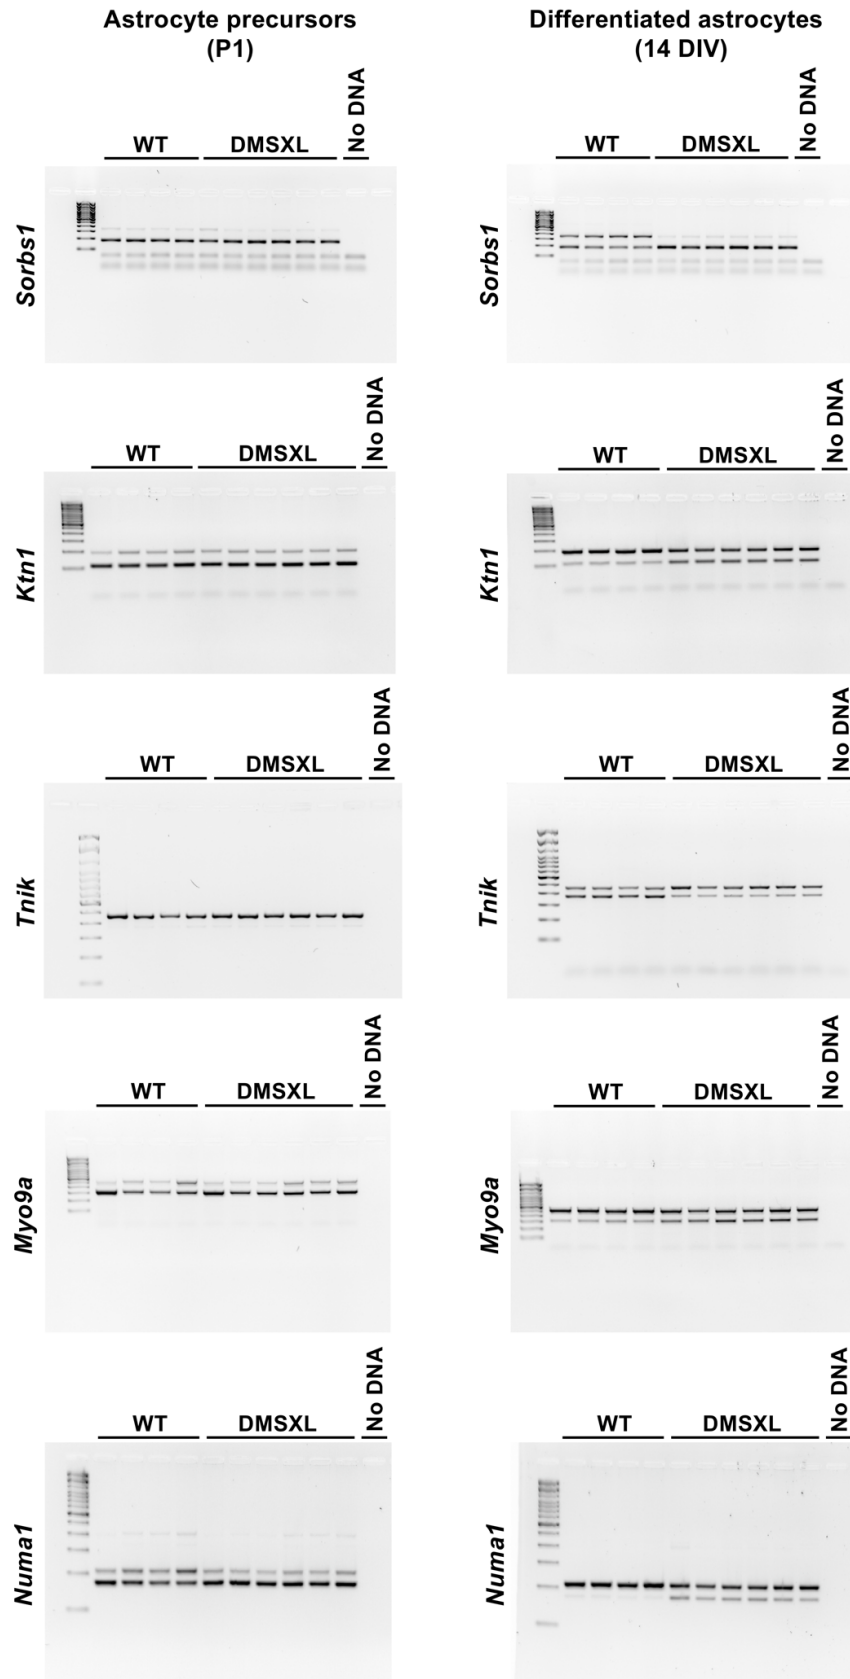 Astrocyte precursors
(P1)
Differentiated astrocytes
(14 DIV)
WT
DMSXL
No DNA
Sorbs1
WT
DMSXL
No DNA
Sorbs1
WT
DMSXL
No DNA
Ktn1
WT
DMSXL
No DNA
Ktn1
WT
DMSXL
No DNA
Tnik
WT
DMSXL
No DNA
Tnik
WT
DMSXL
No DNA
Myo9a
WT
DMSXL
No DNA
Myo9a
WT
DMSXL
No DNA
Numa1
WT
DMSXL
No DNA
Numa1